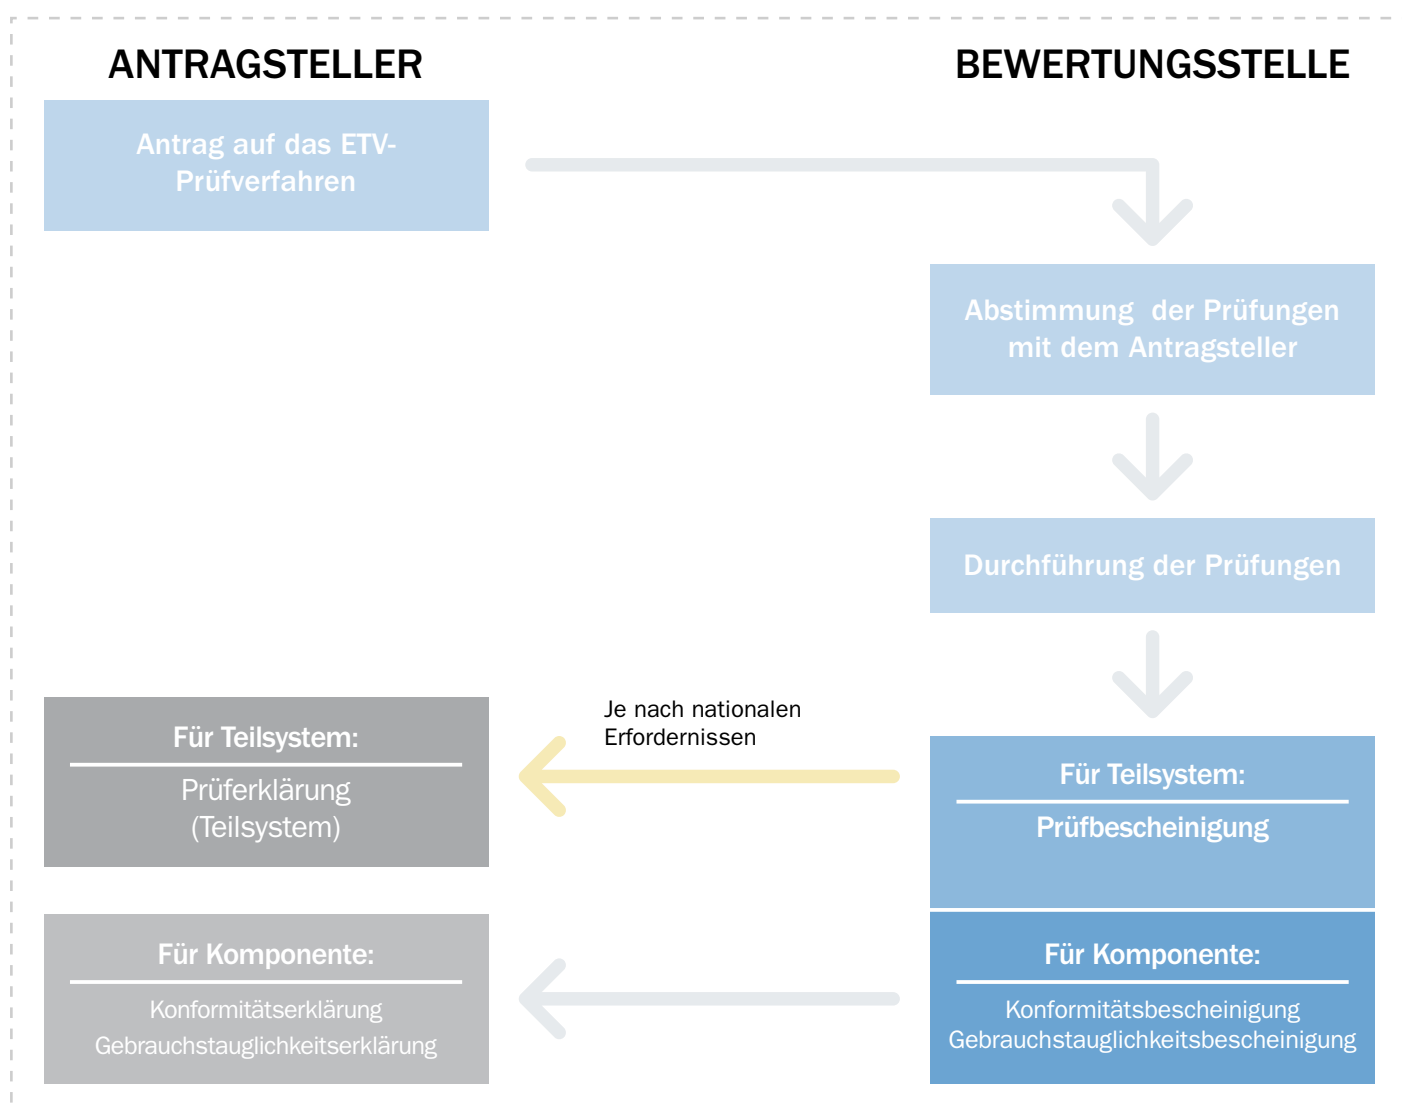 ANTRAGSTELLER
BEWERTUNGSSTELLE
Antrag auf das ETV-
Prüfverfahren
Abstimmung der Prüfungen
mit dem Antragsteller
Durchführung der Prüfungen
Je nach nationalen
Erfordernissen
Für Teilsystem:
Prüferklärung
(Teilsystem)
Für Teilsystem:
Prüfbescheinigung
Für Komponente:
Konformitätserklärung
Gebrauchstauglichkeitserklärung
Für Komponente:
Konformitätsbescheinigung
Gebrauchstauglichkeitsbescheinigung